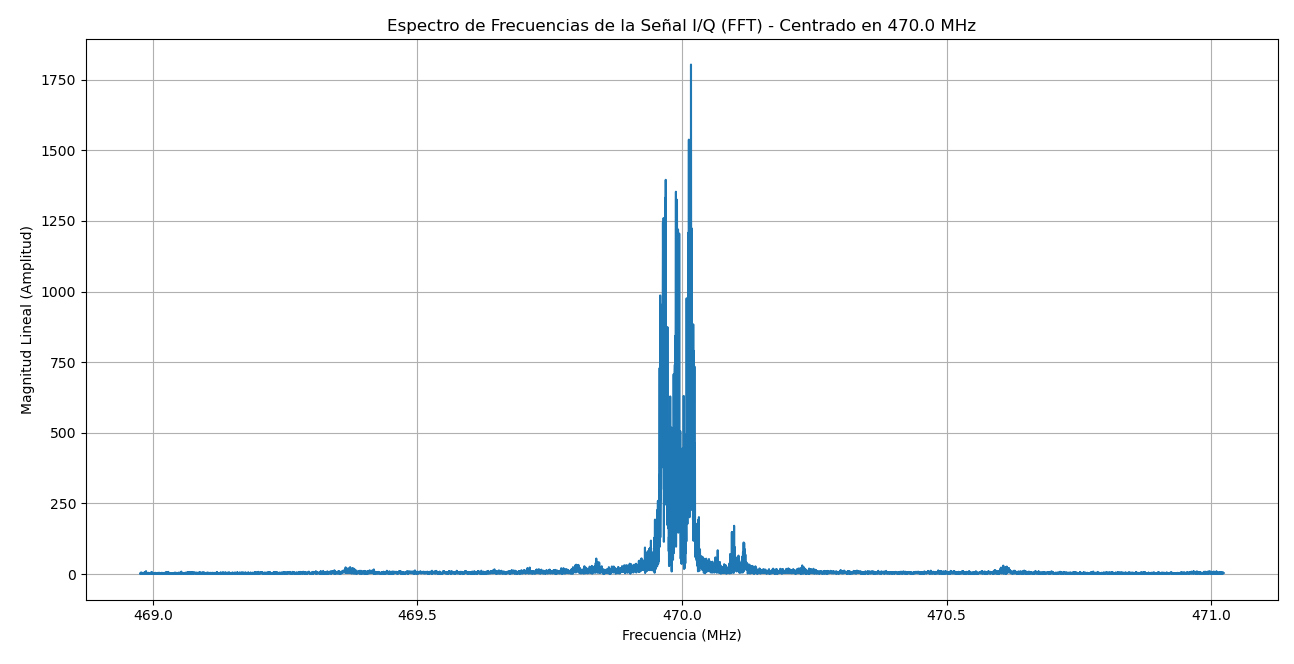 Espectro de Frecuencias de la Señal I/Q (FFT) - Centrado en 470.0 MHz
Magnitud Lineal (Amplitud)
1750
1500
1250
1000
750
500
250
0
469.0 469.5 470.0 470.5 471.0
Frecuencia (MHz)